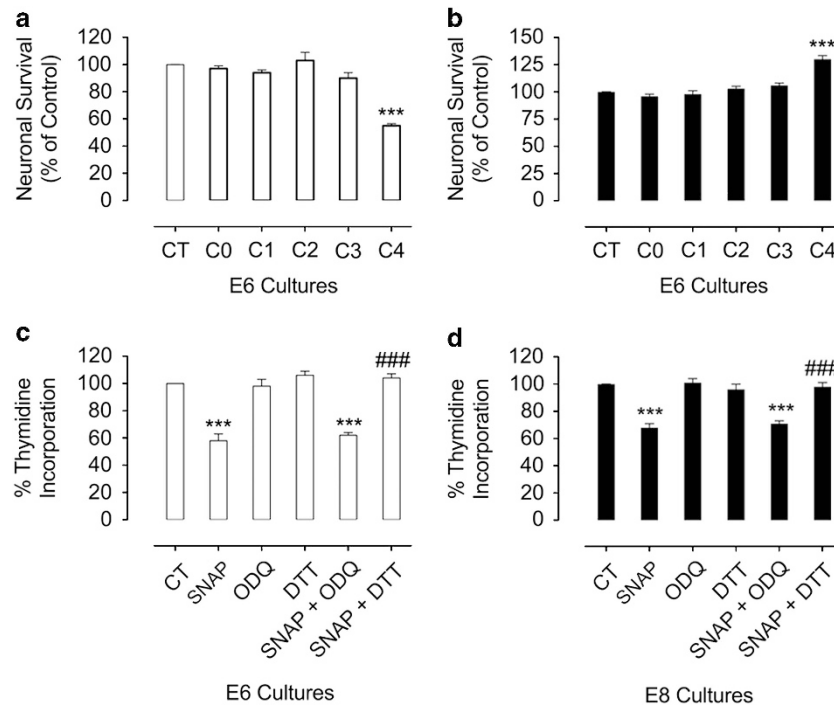 a
Neuronal Survival
(% of Control)
120
100
80
60
40
20
0
***
CT C0 C1 C2 C3 C4
E6 Cultures
b
Neuronal Survival
(% of Control)
150
125
100
75
50
25
0
***
CT C0 C1 C2 C3 C4
E6 Cultures
c
% Thymidine
Incorporation
120
100
80
60
40
20
0
***
***
###
CT
SNAP
ODQ
DTT
SNAP + ODQ
SNAP + DTT
E6 Cultures
d
% Thymidine
Incorporation
120
100
80
60
40
20
0
***
***
###
CT
SNAP
ODQ
DTT
SNAP + ODQ
SNAP + DTT
E8 Cultures